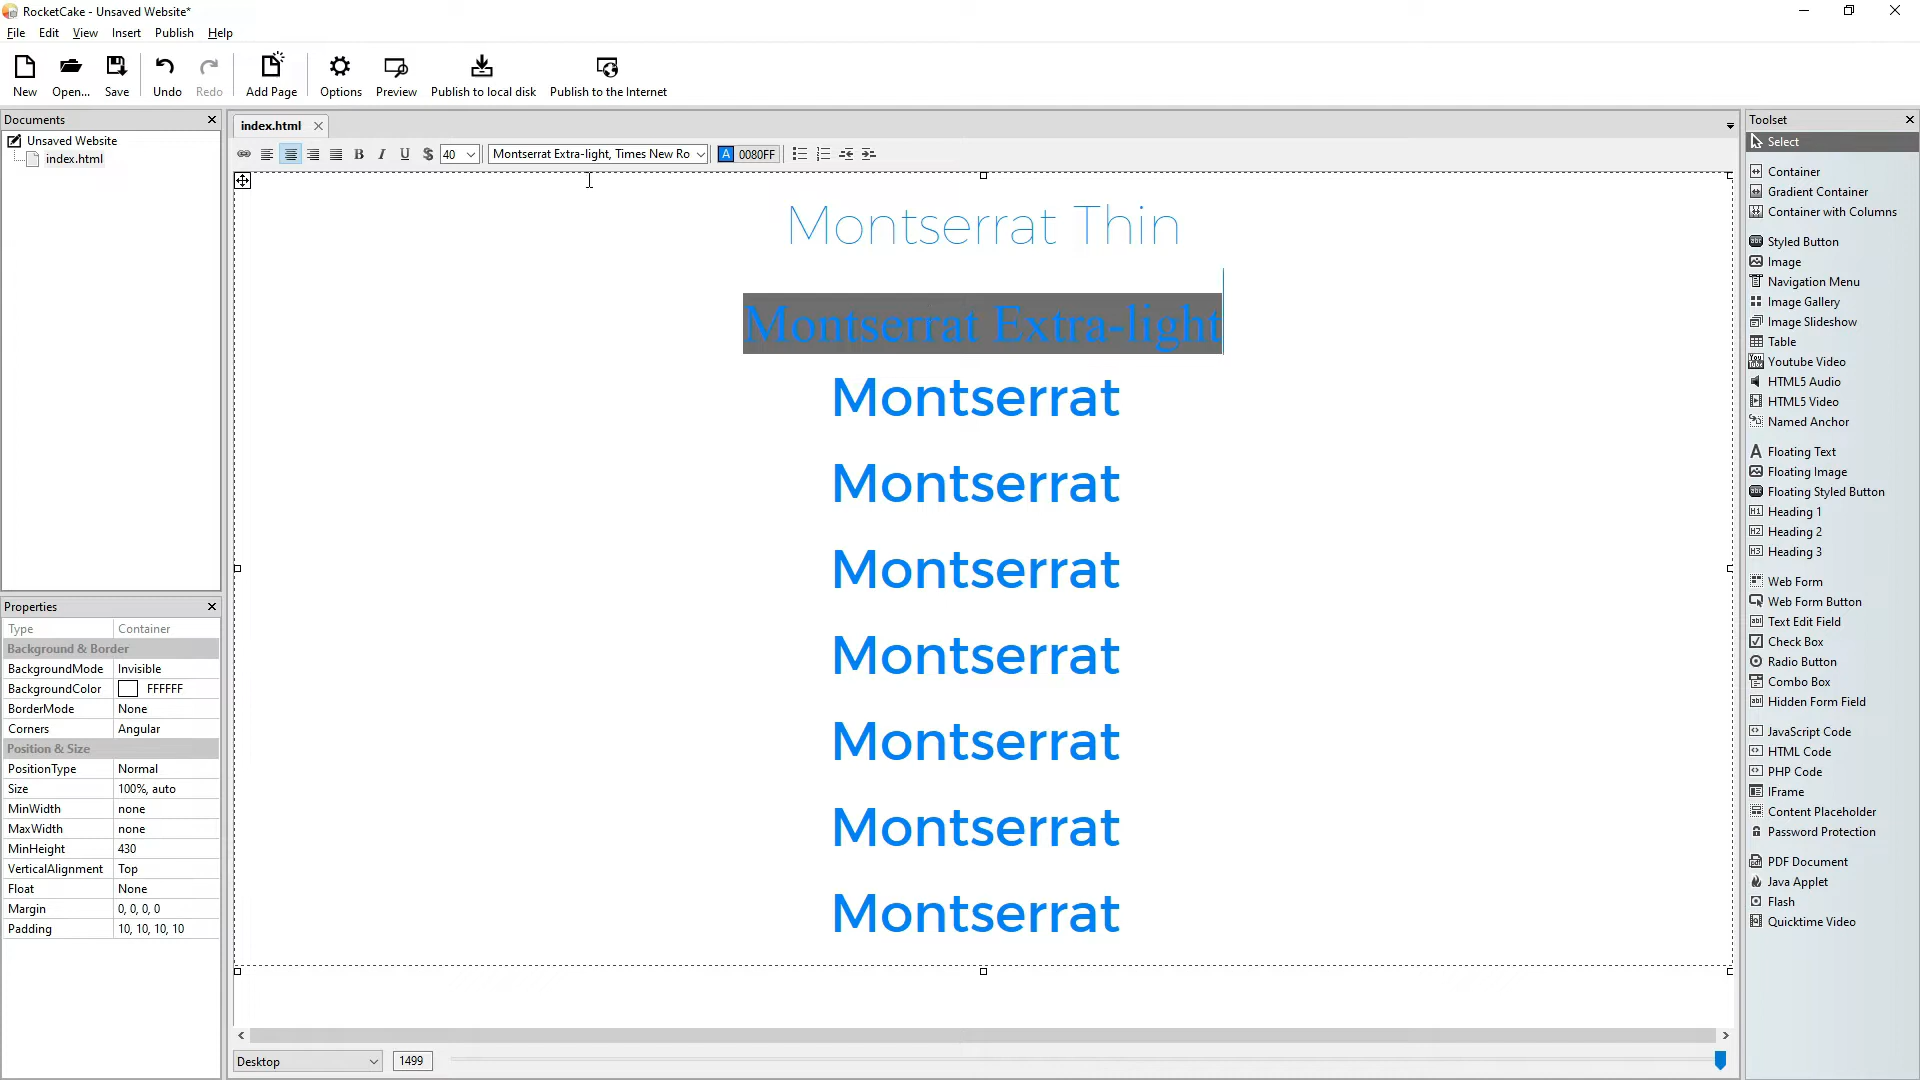 RocketCake - Unsaved Website*
File Edit View Insert Publish Help
New Open... Save Undo Redo Add Page Options Preview Publish to local disk Publish to the Internet
Documents
Unsaved Website
index.html
Properties
Type Container
Background & Border
BackgroundMode Invisible
BackgroundColor FFFFFF
BorderMode None
Corners Angular
Position & Size
PositionType Normal
Size 100%, auto
MinWidth none
MaxWidth none
MinHeight 430
VerticalAlignment Top
Float None
Margin 0, 0, 0, 0
Padding 10, 10, 10, 10
index.html
B I U $ 40 Montserrat Extra-light, Times New Ro A 0080FF
Montserrat Thin
Montserrat Extra-light
Montserrat
Montserrat
Montserrat
Montserrat
Montserrat
Montserrat
Montserrat
Desktop 1499
Toolset
Select
Container
Gradient Container
Container with Columns
Styled Button
Image
Navigation Menu
Image Gallery
Image Slideshow
Table
Youtube Video
HTML5 Audio
HTML5 Video
Named Anchor
Floating Text
Floating Image
Floating Styled Button
Heading 1
Heading 2
Heading 3
Web Form
Web Form Button
Text Edit Field
Check Box
Radio Button
Combo Box
Hidden Form Field
JavaScript Code
HTML Code
PHP Code
IFrame
Content Placeholder
Password Protection
PDF Document
Java Applet
Flash
Quicktime Video